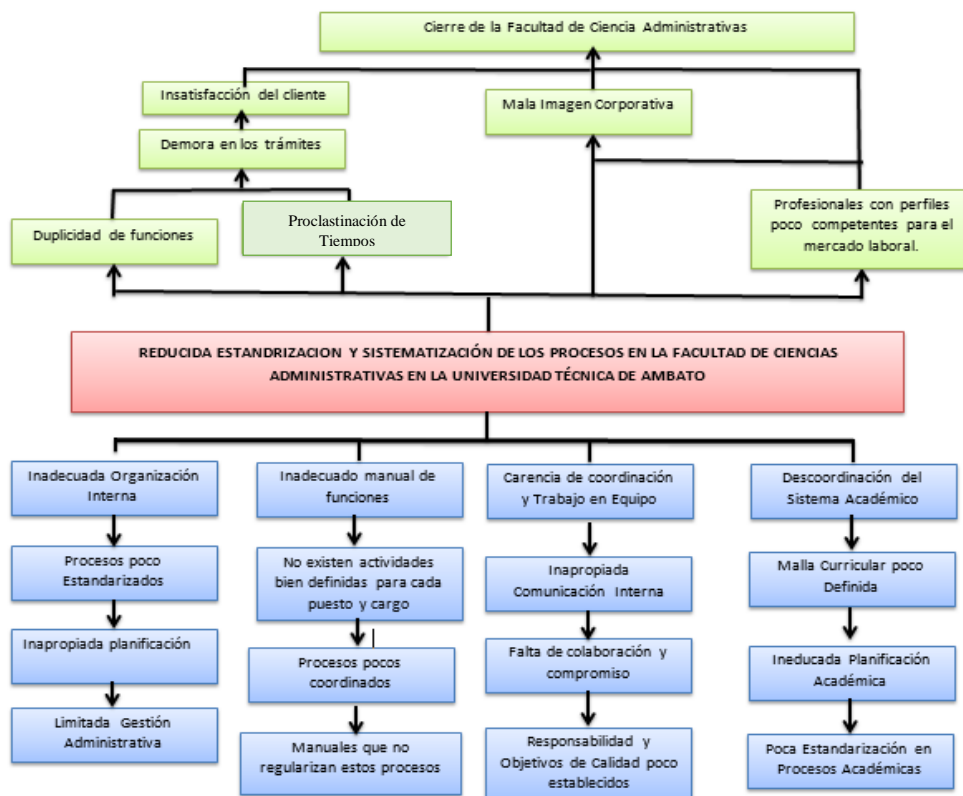 Cierre de la Facultad de Ciencia Administrativas
Insatisfacción del cliente
Mala Imagen Corporativa
Demora en los trámites
Duplicidad de funciones
Proclastinación de
Tiempos
Profesionales con perfiles
poco competentes para el
mercado laboral.
REDUCIDA ESTANDRIZACION Y SISTEMATIZACIÓN DE LOS PROCESOS EN LA FACULTAD DE CIENCIAS
ADMINISTRATIVAS EN LA UNIVERSIDAD TÉCNICA DE AMBATO
Inadecuada Organización
Interna
Procesos poco
Estandarizados
Inapropiada planificación
Limitada Gestión
Administrativa
Inadecuado manual de
funciones
No existen actividades
bien definidas para cada
puesto y cargo
Procesos pocos
coordinados
Manuales que no
regularizan estos procesos
Carencia de coordinación
y Trabajo en Equipo
Inapropiada
Comunicación Interna
Falta de colaboración y
compromiso
Responsabilidad y
Objetivos de Calidad poco
establecidos
Descoordinación del
Sistema Académico
Malla Curricular poco
Definida
Ineducada Planificación
Académica
Poca Estandarización en
Procesos Académicas